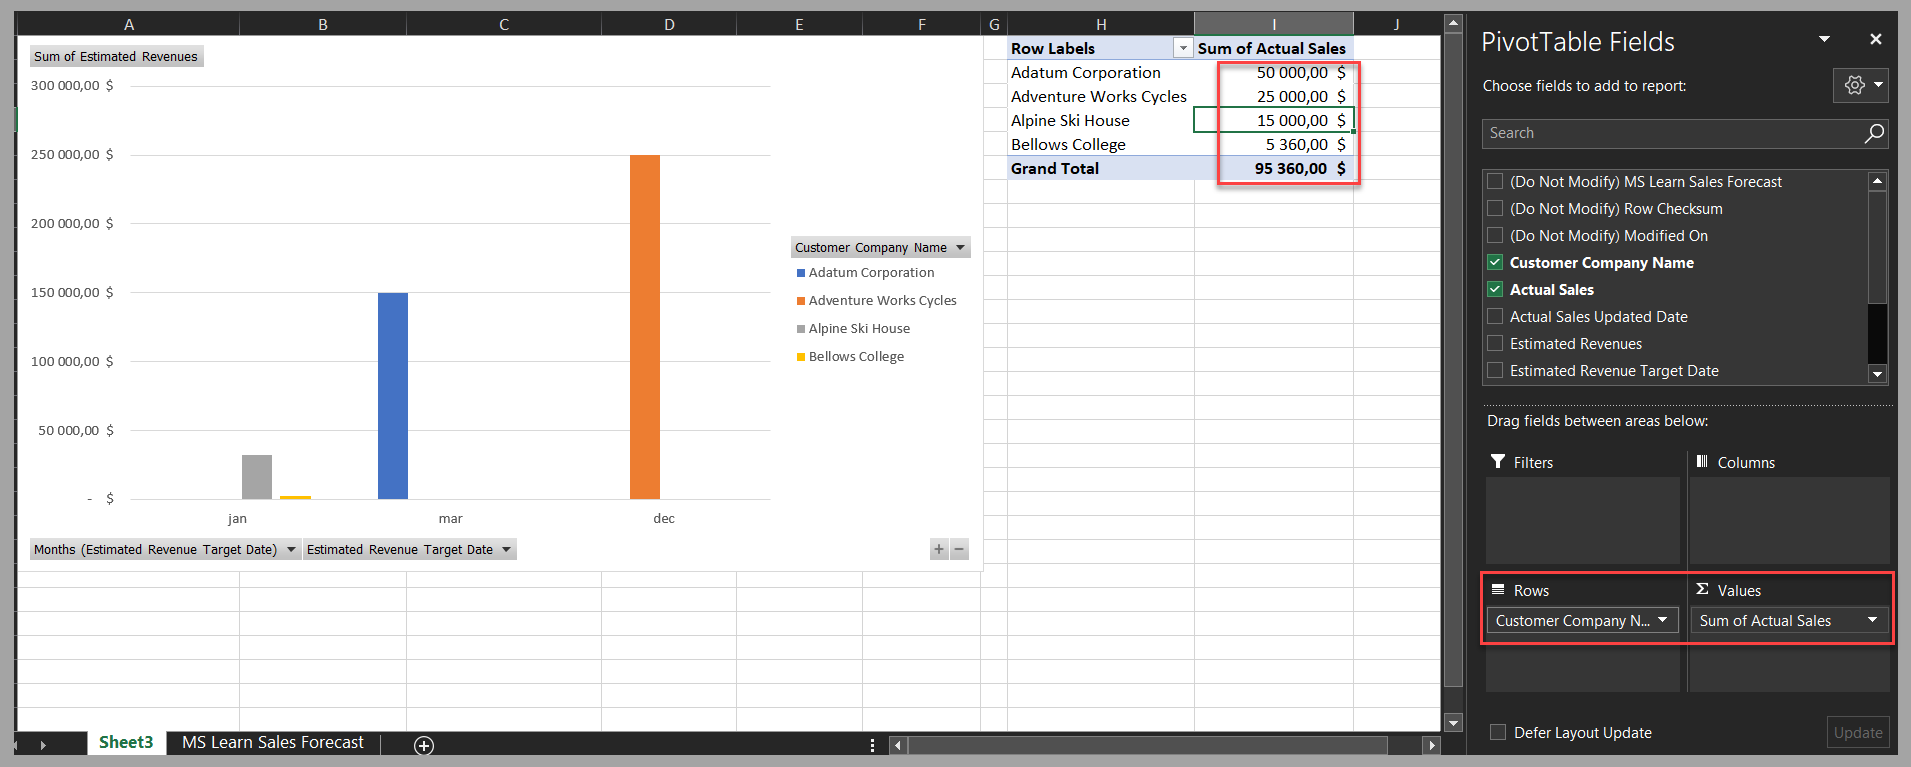 A B C D E F G H I J
Sum of Estimated Revenues
300 000,00 $
250 000,00 $
200 000,00 $
150 000,00 $
100 000,00 $
50 000,00 $
- $
jan mar dec
Customer Company Name
Adatum Corporation
Adventure Works Cycles
Alpine Ski House
Bellows College
Months (Estimated Revenue Target Date) Estimated Revenue Target Date + −
Row Labels Sum of Actual Sales
Adatum Corporation 50 000,00 $
Adventure Works Cycles 25 000,00 $
Alpine Ski House 15 000,00 $
Bellows College 5 360,00 $
Grand Total 95 360,00 $
Sheet3 MS Learn Sales Forecast
PivotTable Fields
Choose fields to add to report:
Search
(Do Not Modify) MS Learn Sales Forecast
(Do Not Modify) Row Checksum
(Do Not Modify) Modified On
Customer Company Name
Actual Sales
Actual Sales Updated Date
Estimated Revenues
Estimated Revenue Target Date
Drag fields between areas below:
Filters Columns
Rows Σ Values
Customer Company N... Sum of Actual Sales
Defer Layout Update Update